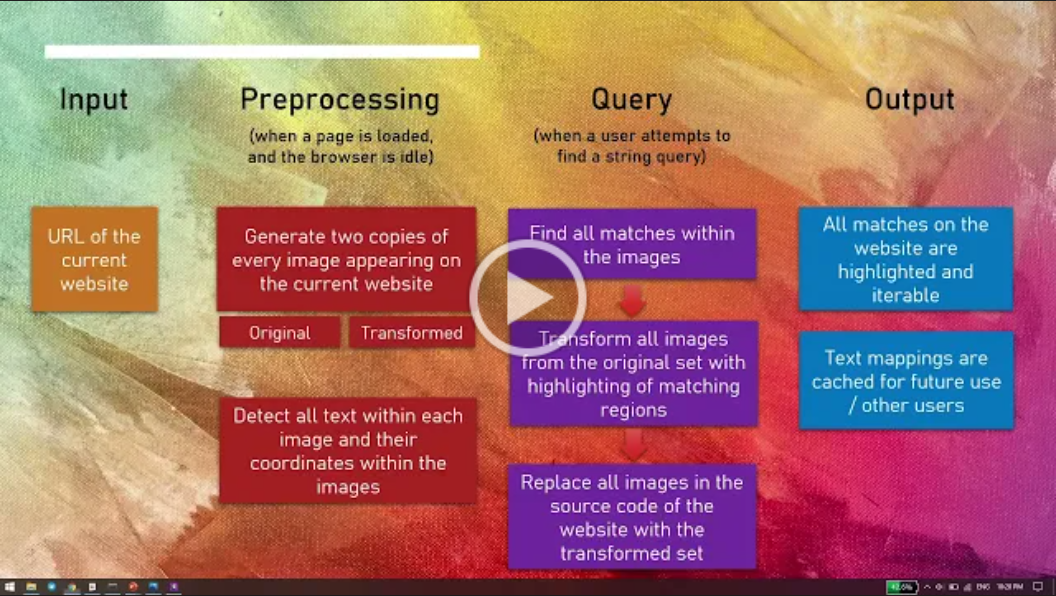 Input
URL of the
current
website
Preprocessing
(when a page is loaded,
and the browser is idle)
Generate two copies of
every image appearing on
the current website
Original
Transformed
Detect all text within each
image and their
coordinates within the
images
Query
(when a user attempts to
find a string query)
Find all matches within
the images
Transform all images
from the original set with
highlighting of matching
regions
Replace all images in the
source code of the
website with the
transformed set
Output
All matches on the
website are
highlighted and
iterable
Text mappings are
cached for future use
/ other users
ENG